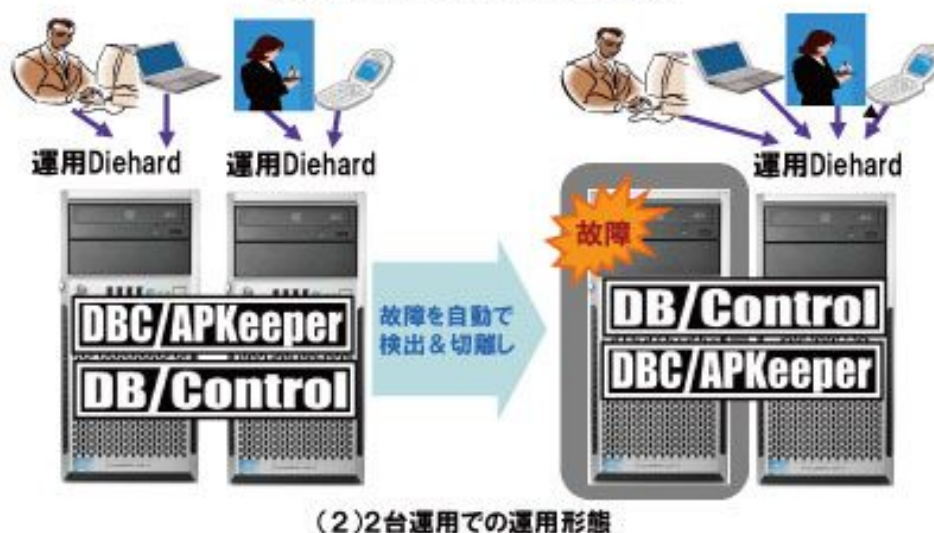 運用Diehard
運用Diehard
運用Diehard
故障
DBC/APKeeper
DB/Control
故障を自動で
検出&切離し
DB/Control
DBC/APKeeper
(2)2台運用での運用形態